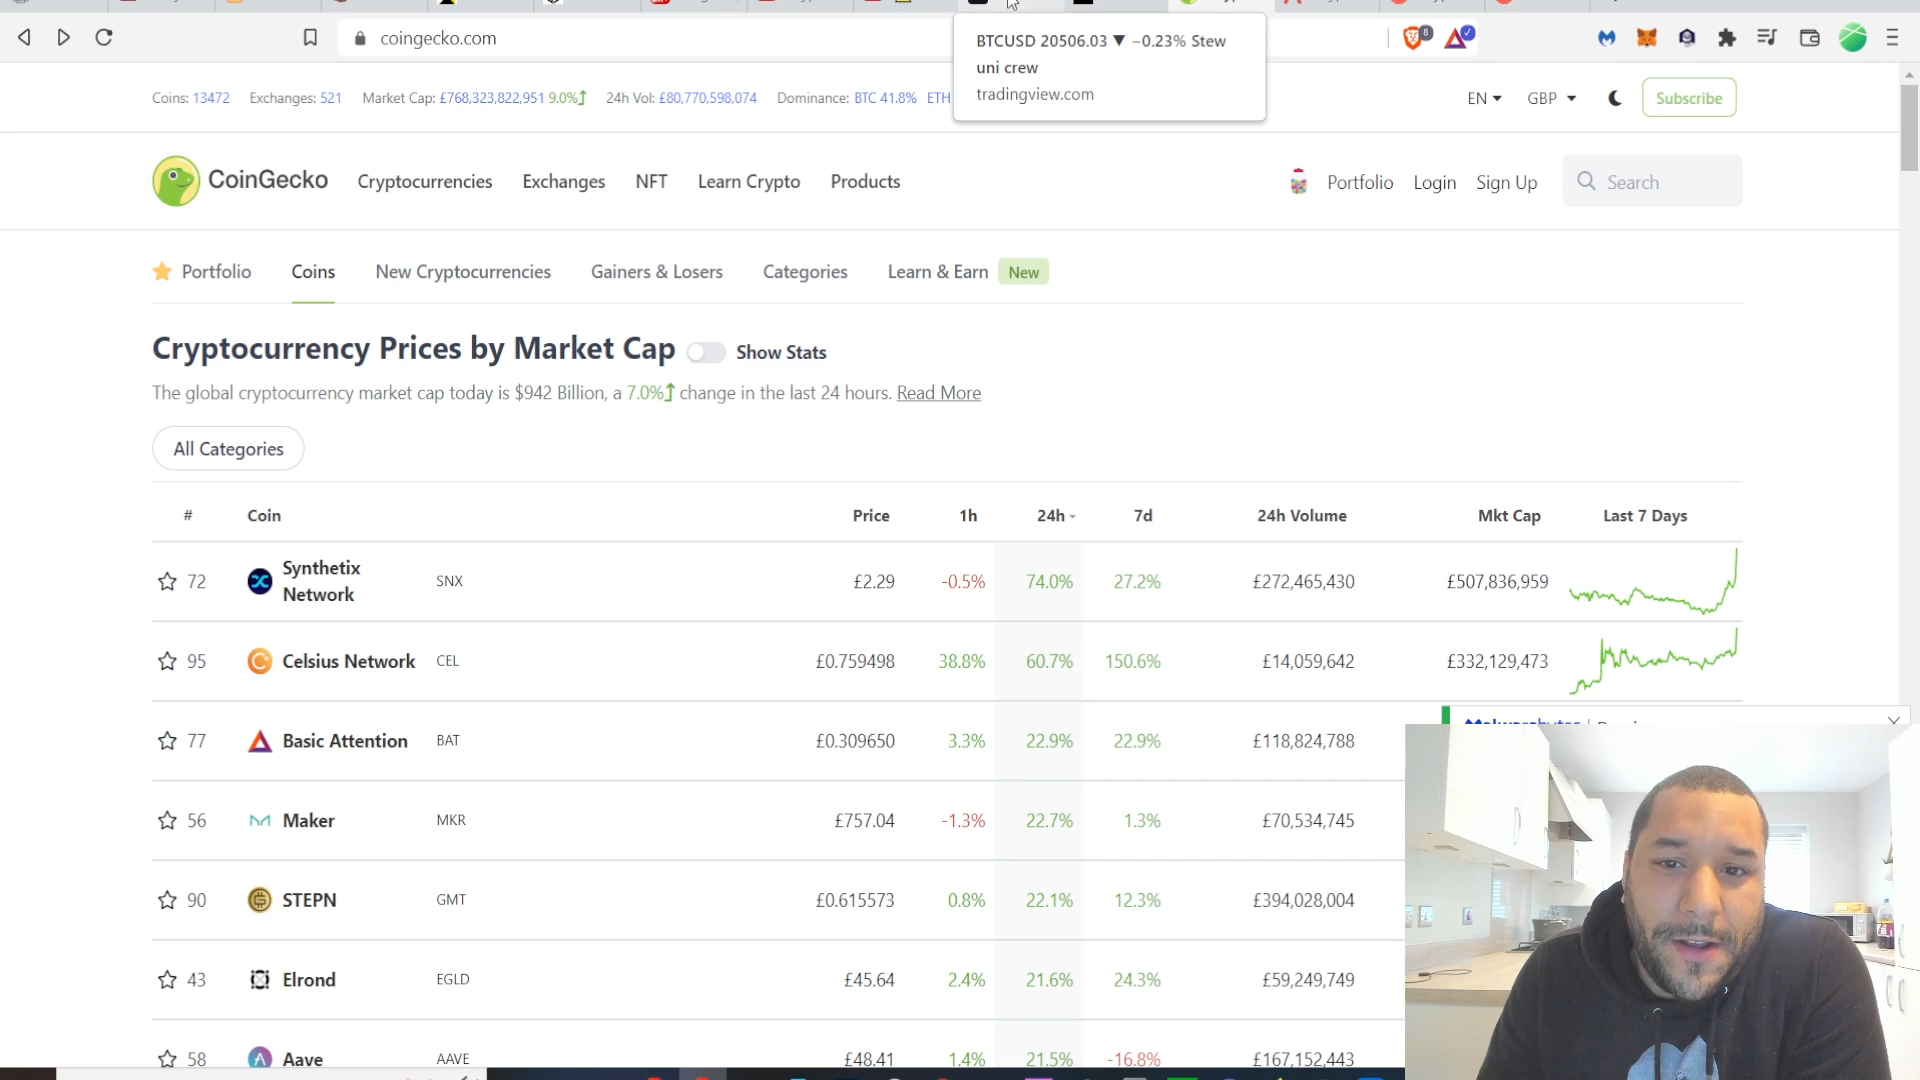 coingecko.com
8
BTCUSD 20506.03 ▼ −0.23% Stew
uni crew
tradingview.com
Coins: 13472 Exchanges: 521 Market Cap: £768,323,822,951 9.0% 24h Vol: £80,770,598,074 Dominance: BTC 41.8% ETH
EN GBP Subscribe
CoinGecko Cryptocurrencies Exchanges NFT Learn Crypto Products Portfolio Login Sign Up Search
Portfolio Coins New Cryptocurrencies Gainers & Losers Categories Learn & Earn New
Cryptocurrency Prices by Market Cap Show Stats
The global cryptocurrency market cap today is $942 Billion, a 7.0% change in the last 24 hours. Read More
All Categories
# Coin Price 1h 24h 7d 24h Volume Mkt Cap Last 7 Days
72 Synthetix Network SNX £2.29 -0.5% 74.0% 27.2% £272,465,430 £507,836,959
95 Celsius Network CEL £0.759498 38.8% 60.7% 150.6% £14,059,642 £332,129,473
77 Basic Attention BAT £0.309650 3.3% 22.9% 22.9% £118,824,788
56 Maker MKR £757.04 -1.3% 22.7% 1.3% £70,534,745
90 STEPN GMT £0.615573 0.8% 22.1% 12.3% £394,028,004
43 Elrond EGLD £45.64 2.4% 21.6% 24.3% £59,249,749
58 Aave AAVE £48.41 1.4% 21.5% -16.8% £167,152,443